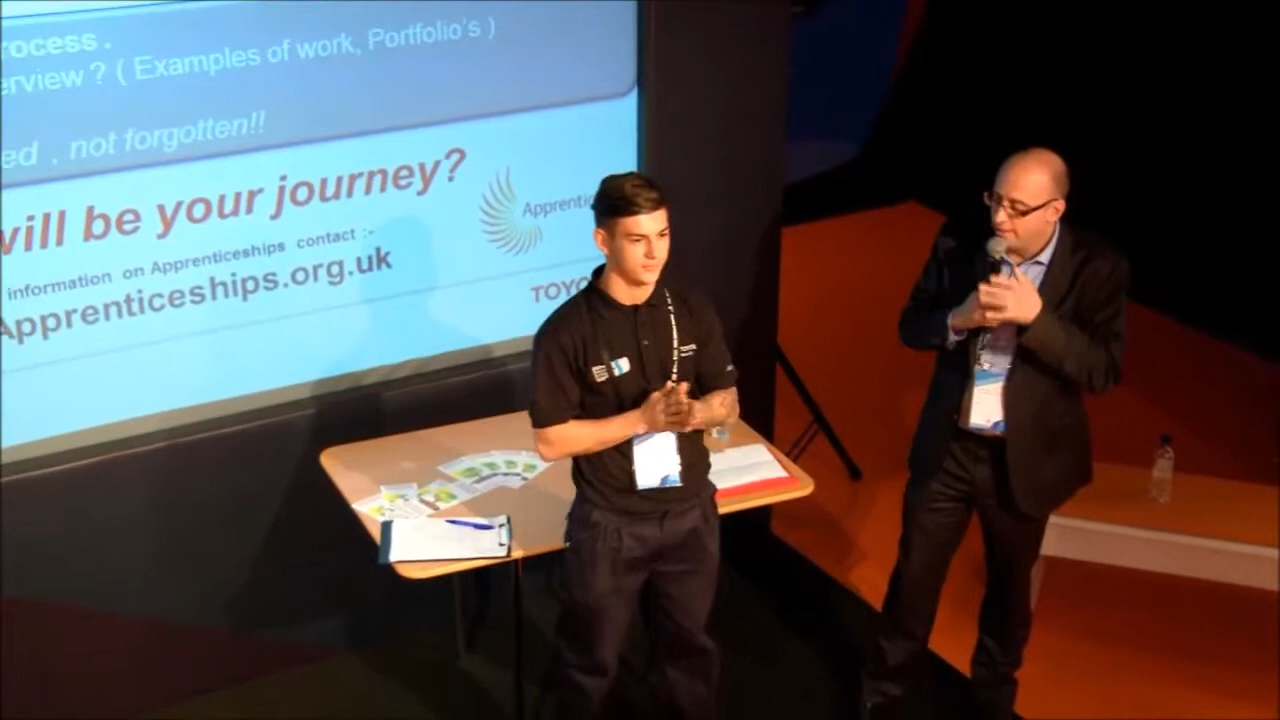 rocess.
erview ? ( Examples of work, Portfolio's )
ed , not forgotten!!
will be your journey?
Apprentic
information on Apprenticeships contact :-
Apprenticeships.org.uk
TOYO